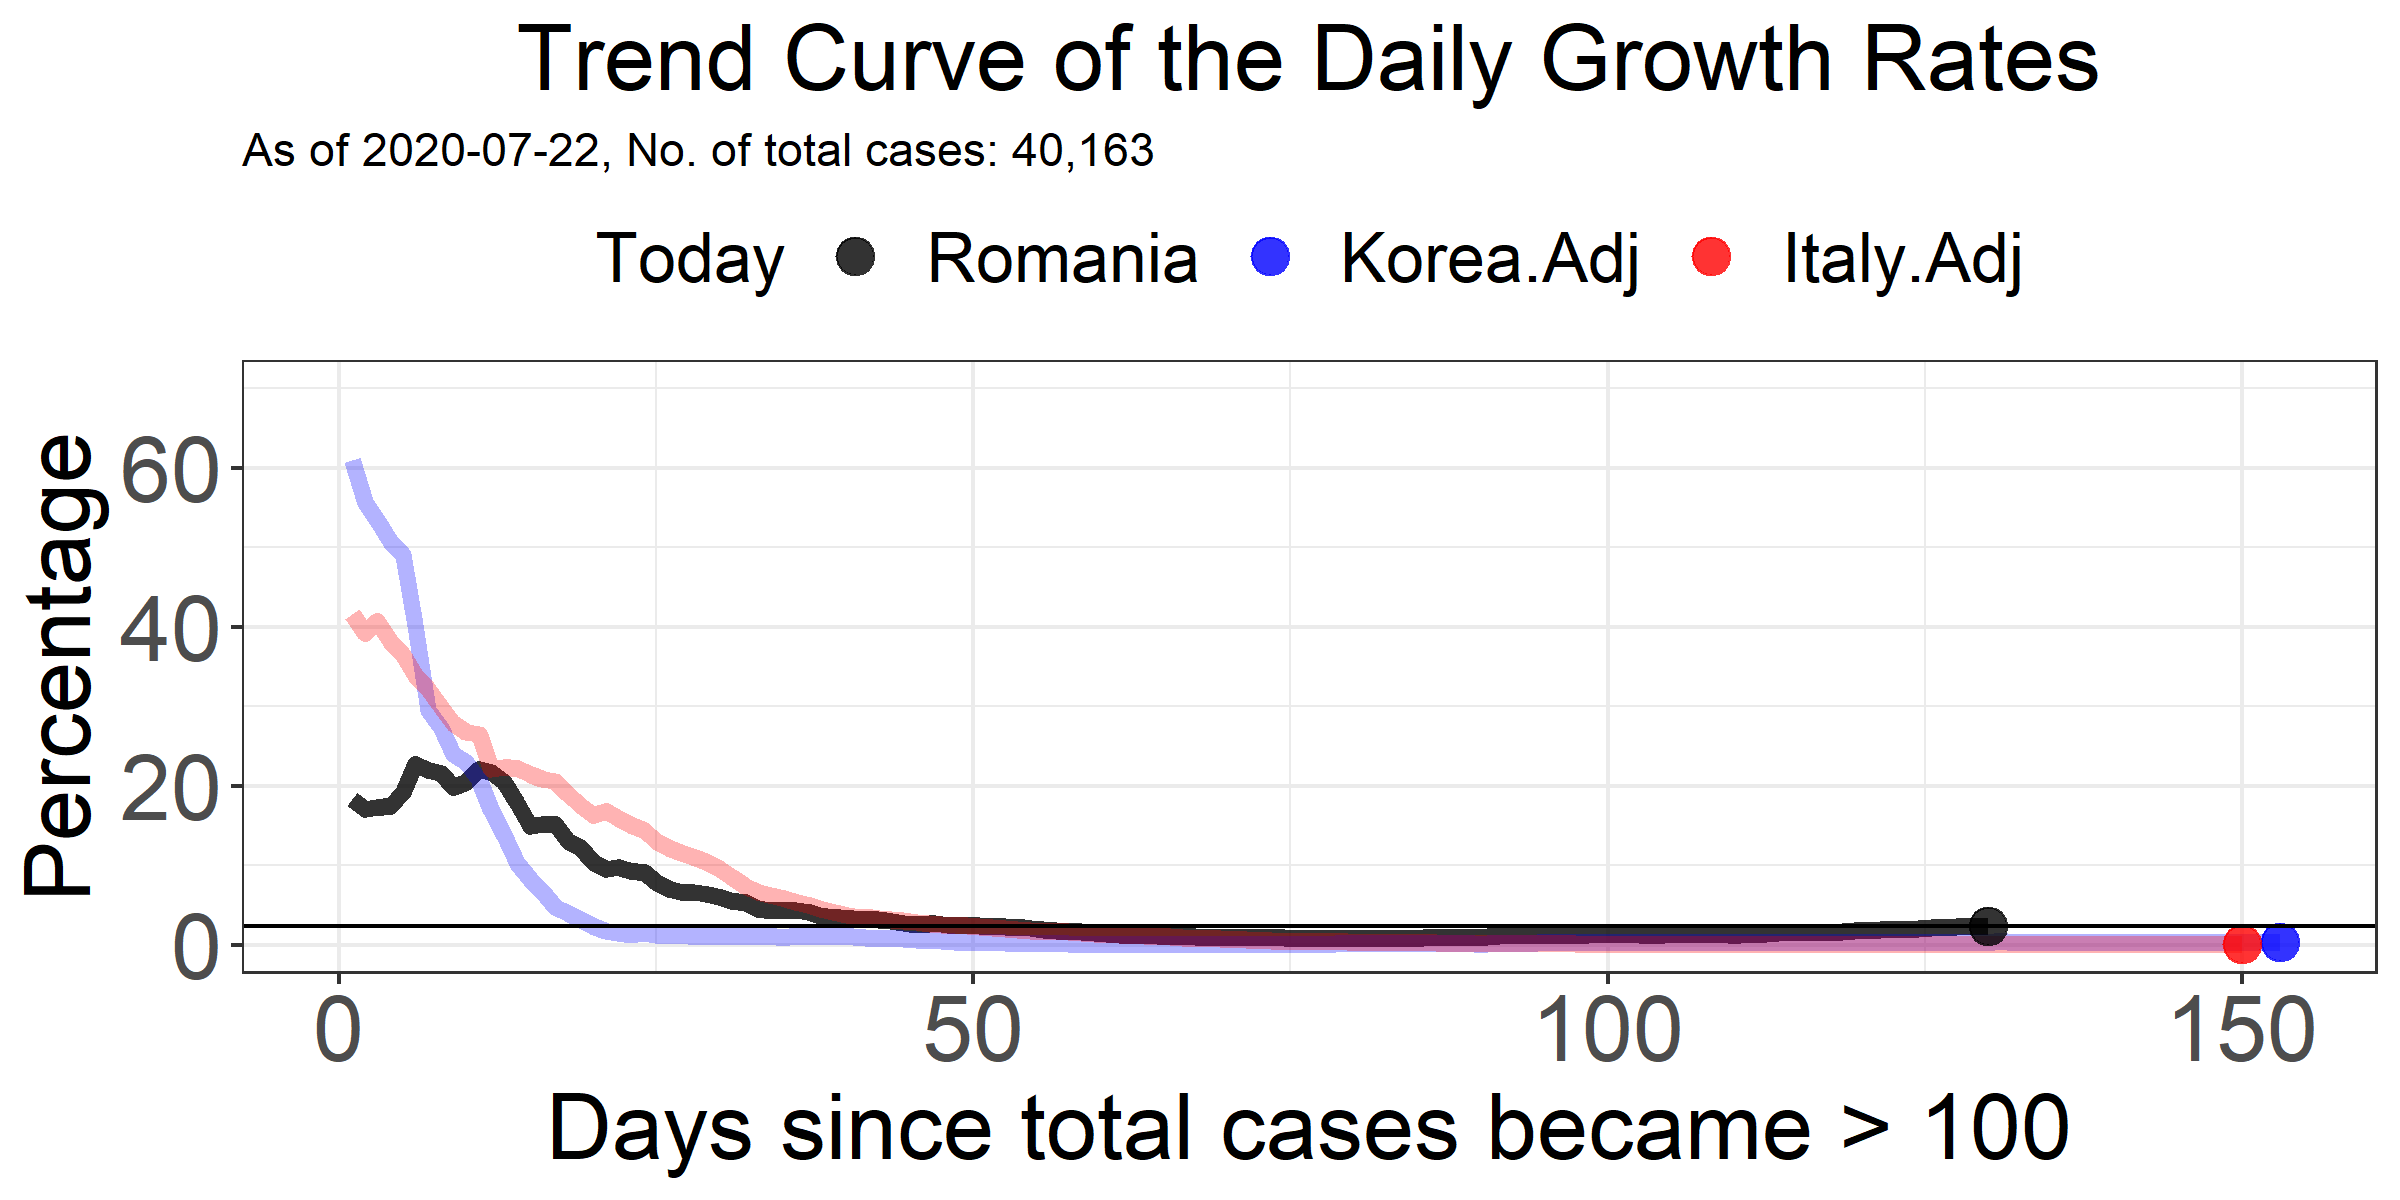 Trend Curve of the Daily Growth Rates
As of 2020-07-22, No. of total cases: 40,163
Today Romania Korea.Adj Italy.Adj
Percentage
60
40
20
0
0 50 100 150
Days since total cases became > 100